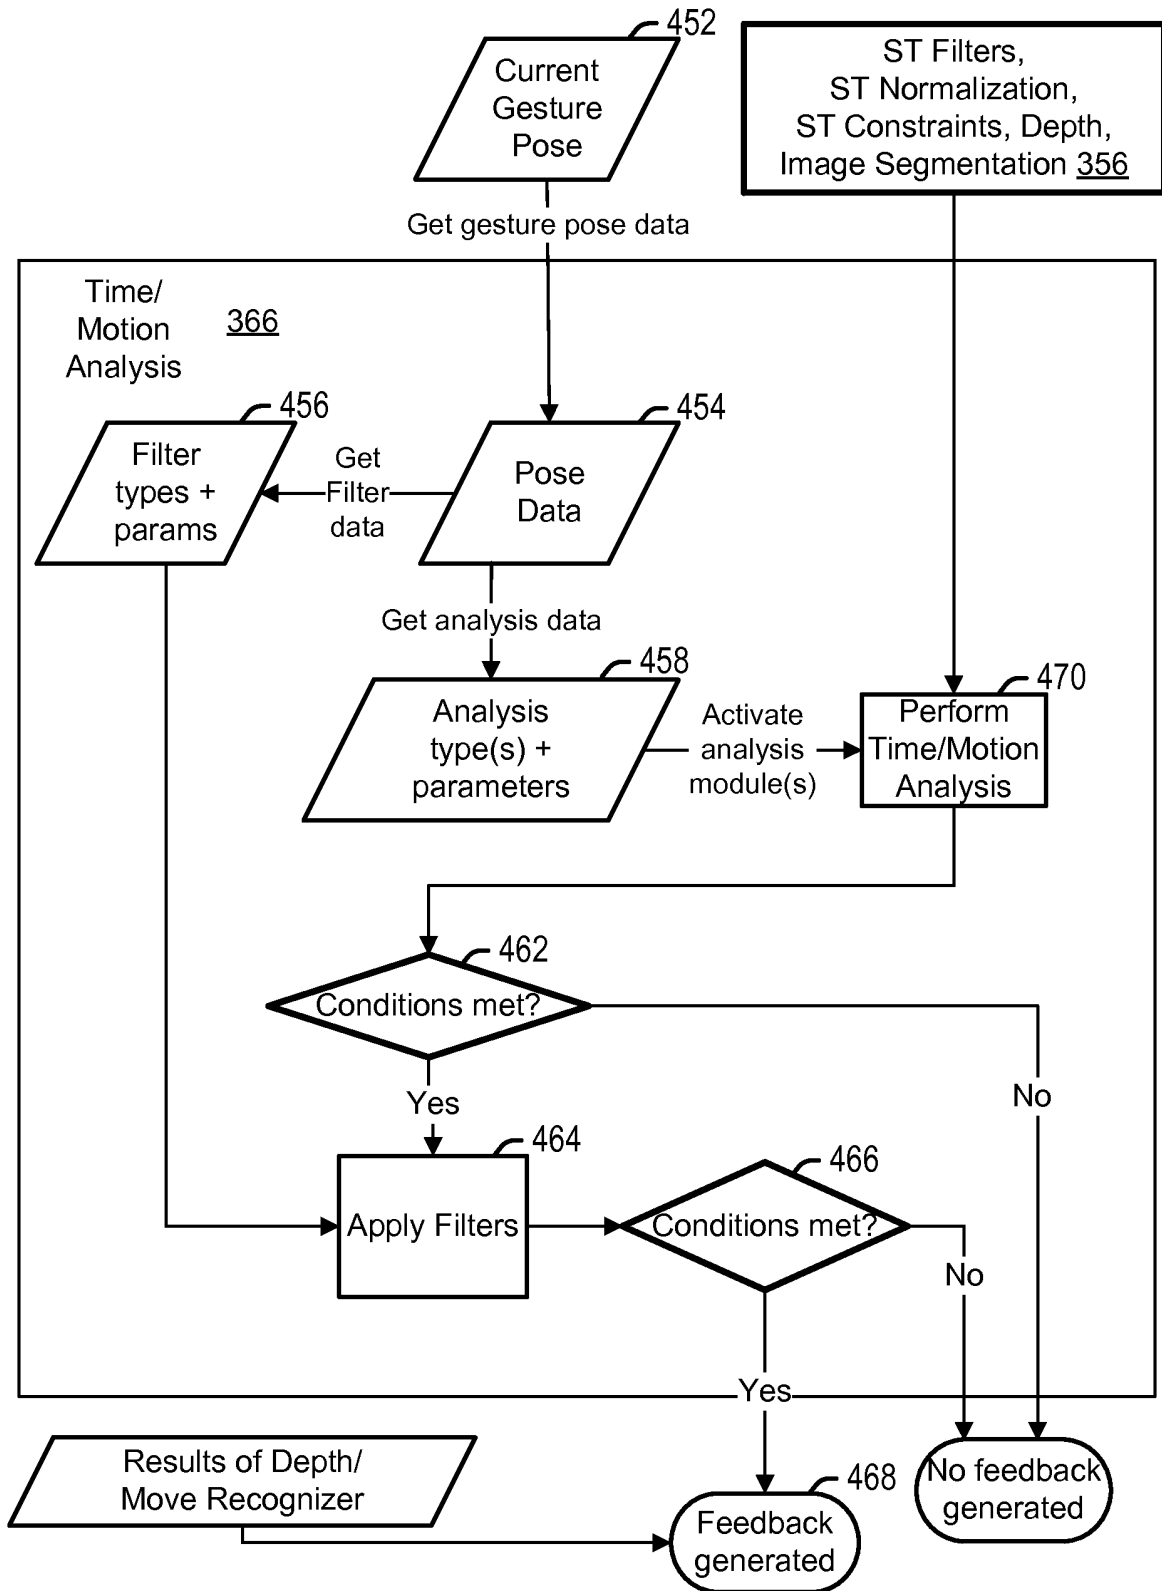 452
Current
Gesture
Pose
ST Filters,
ST Normalization,
ST Constraints, Depth,
Image Segmentation 356
Get gesture pose data
Time/
Motion
Analysis
366
456
Filter
types +
params
Get
Filter
data
454
Pose
Data
Get analysis data
458
Analysis
type(s) +
parameters
Activate
analysis
module(s)
470
Perform
Time/Motion
Analysis
462
Conditions met?
Yes
No
464
Apply Filters
466
Conditions met?
No
Yes
Results of Depth/
Move Recognizer
468
Feedback
generated
No feedback
generated